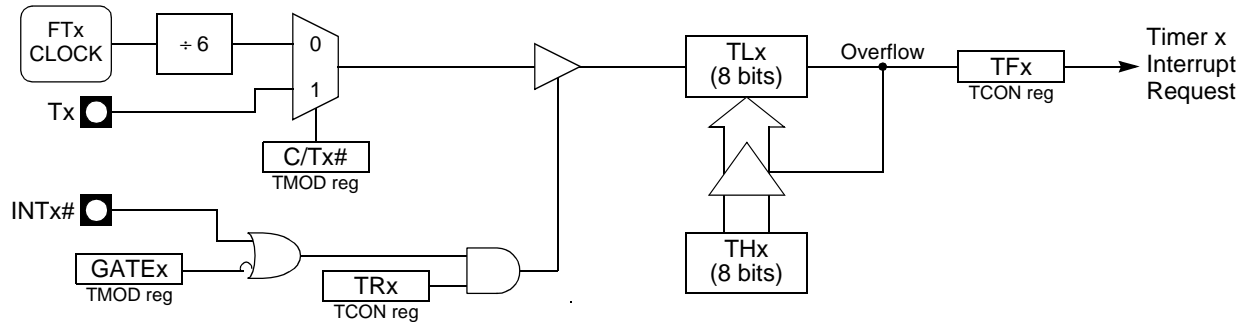 FTx
CLOCK
÷ 6
0
1
Tx
C/Tx#
TMOD reg
TLx
(8 bits)
Overflow
TFx
TCON reg
Timer x
Interrupt
Request
INTx#
GATEx
TMOD reg
TRx
TCON reg
THx
(8 bits)